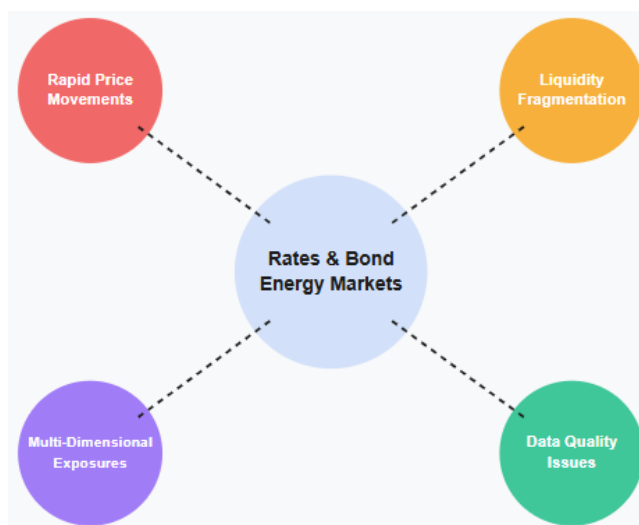 Rapid Price
Movements
Liquidity
Fragmentation
Rates & Bond
Energy Markets
Multi-Dimensional
Exposures
Data Quality
Issues